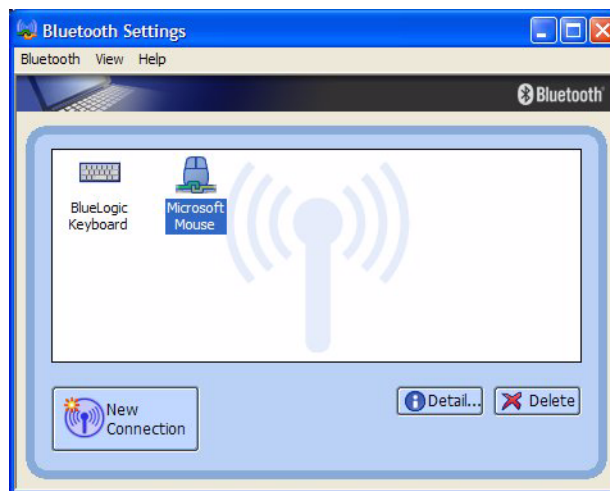 Bluetooth Settings
Bluetooth View Help
Bluetooth
BlueLogic
Keyboard
Microsoft
Mouse
New
Connection
Detail...
Delete